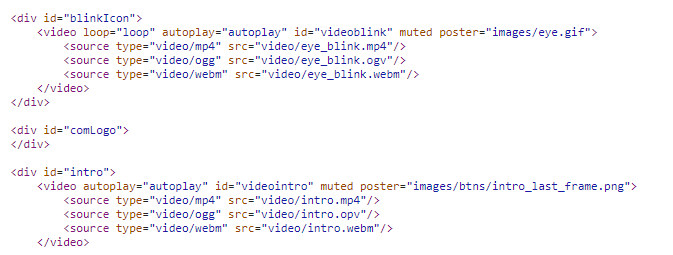 <div id="blinkIcon">
<video loop="loop" autoplay="autoplay" id="videoblink" muted poster="images/eye.gif">
<source type="video/mp4" src="video/eye_blink.mp4"/>
<source type="video/ogg" src="video/eye_blink.ogv"/>
<source type="video/webm" src="video/eye_blink.webm"/>
</video>
</div>
<div id="comLogo">
</div>
<div id="intro">
<video autoplay="autoplay" id="videointro" muted poster="images/btns/intro_last_frame.png">
<source type="video/mp4" src="video/intro.mp4"/>
<source type="video/ogg" src="video/intro.opv"/>
<source type="video/webm" src="video/intro.webm"/>
</video>